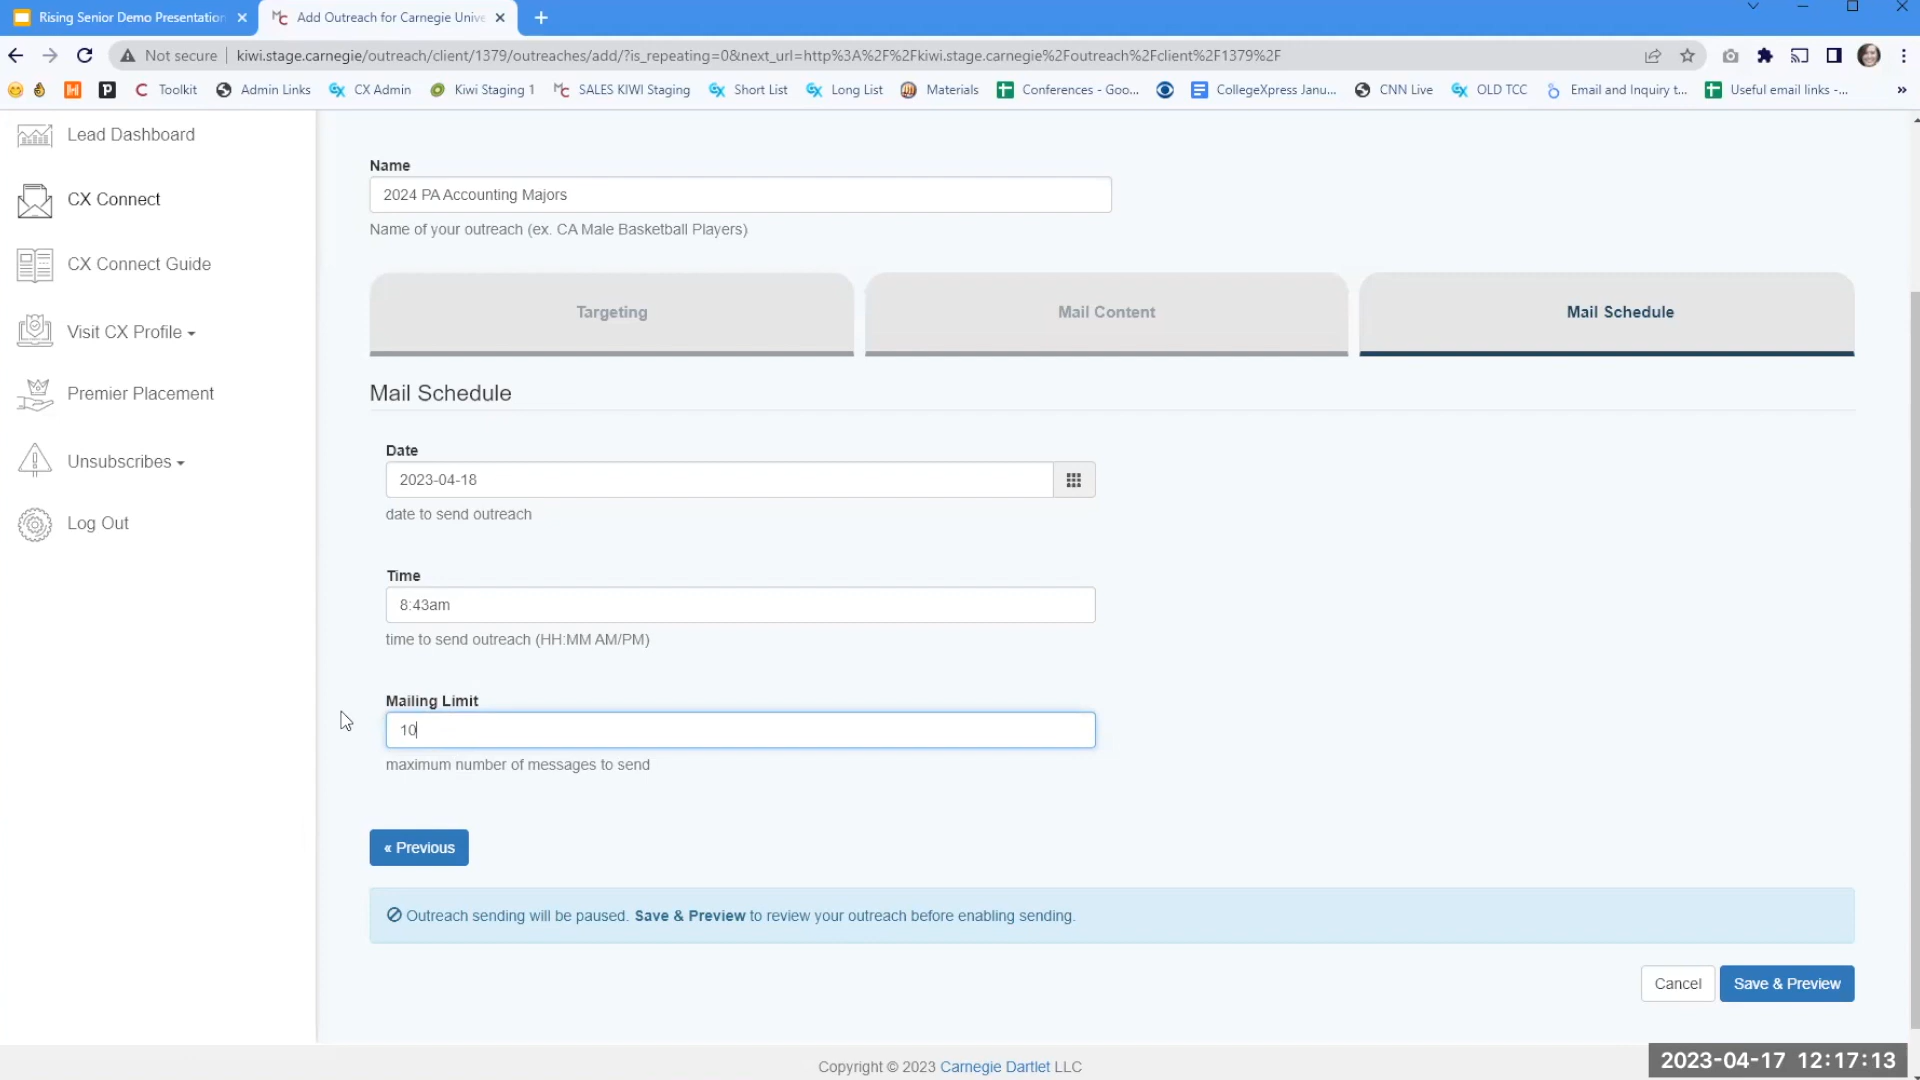 Rising Senior Demo Presentation
Add Outreach for Carnegie Unive
Not secure
kiwi.stage.carnegie/outreach/client/1379/outreaches/add/?is_repeating=0&next_url=http%3A%2F%2Fkiwi.stage.carnegie%2Foutreach%2Fclient%2F1379%2F
Toolkit
Admin Links
CX Admin
Kiwi Staging 1
SALES KIWI Staging
Short List
Long List
Materials
Conferences - Goo...
CollegeXpress Janu...
CNN Live
OLD TCC
Email and Inquiry t...
Useful email links -...
»
Lead Dashboard
CX Connect
CX Connect Guide
Visit CX Profile
Premier Placement
Unsubscribes
Log Out
Name
2024 PA Accounting Majors
Name of your outreach (ex. CA Male Basketball Players)
Targeting
Mail Content
Mail Schedule
Mail Schedule
Date
2023-04-18
date to send outreach
Time
8:43am
time to send outreach (HH:MM AM/PM)
Mailing Limit
10
maximum number of messages to send
« Previous
Outreach sending will be paused. Save & Preview to review your outreach before enabling sending.
Cancel
Save & Preview
Copyright © 2023 Carnegie Dartlet LLC
2023-04-17 12:17:13